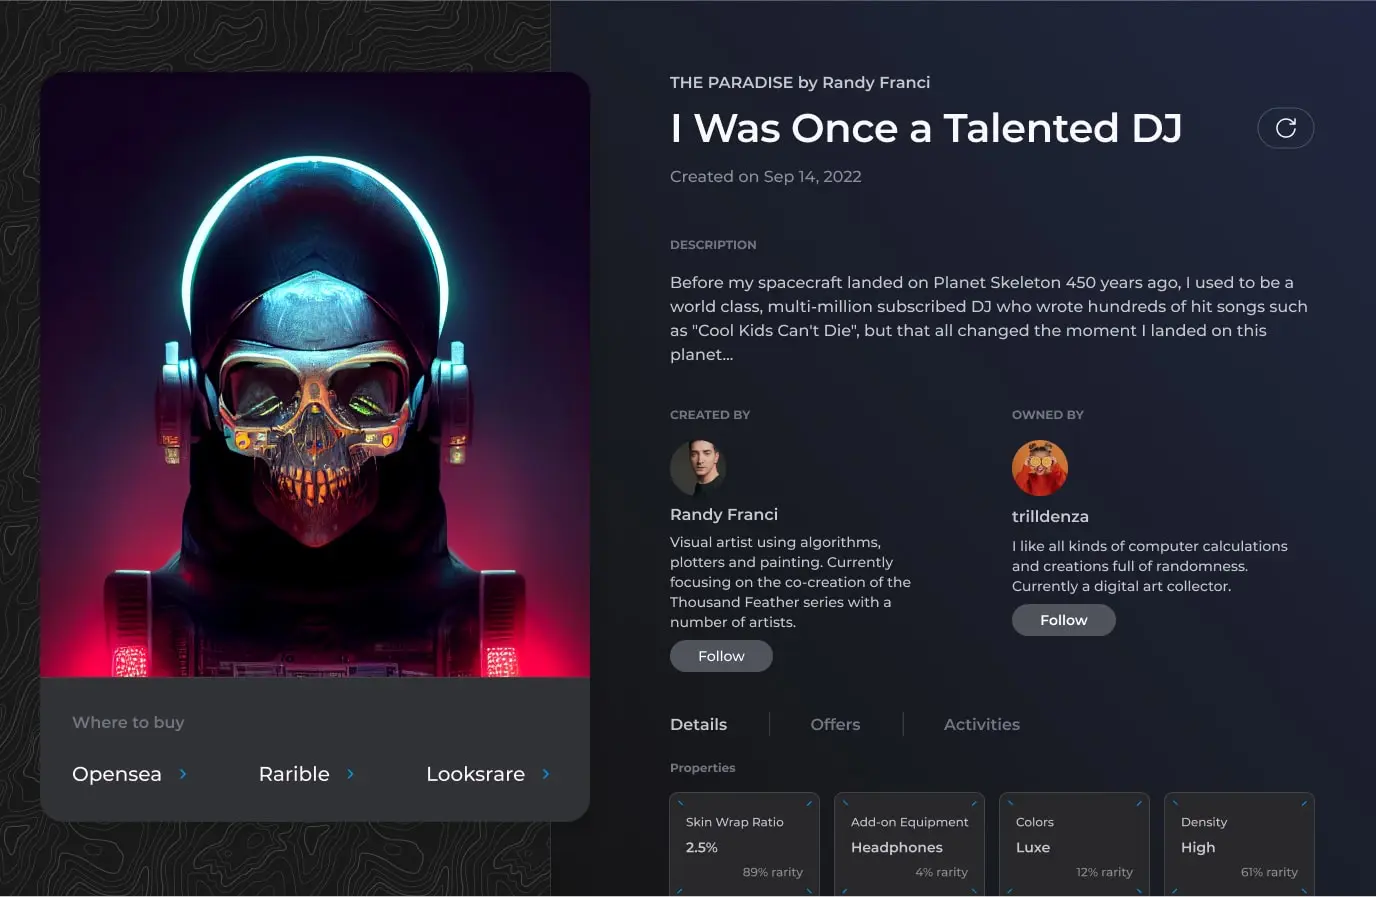 THE PARADISE by Randy Franci
I Was Once a Talented DJ
Created on Sep 14, 2022
DESCRIPTION
Before my spacecraft landed on Planet Skeleton 450 years ago, I used to be a
world class, multi-million subscribed DJ who wrote hundreds of hit songs such
as "Cool Kids Can't Die", but that all changed the moment I landed on this
planet...
CREATED BY
Randy Franci
Visual artist using algorithms,
plotters and painting. Currently
focusing on the co-creation of the
Thousand Feather series with a
number of artists.
Follow
OWNED BY
trilldenza
I like all kinds of computer calculations
and creations full of randomness.
Currently a digital art collector.
Follow
Where to buy
Opensea
Rarible
Looksrare
Details
Offers
Activities
Properties
Skin Wrap Ratio
2.5%
89% rarity
Add-on Equipment
Headphones
4% rarity
Colors
Luxe
12% rarity
Density
High
61% rarity